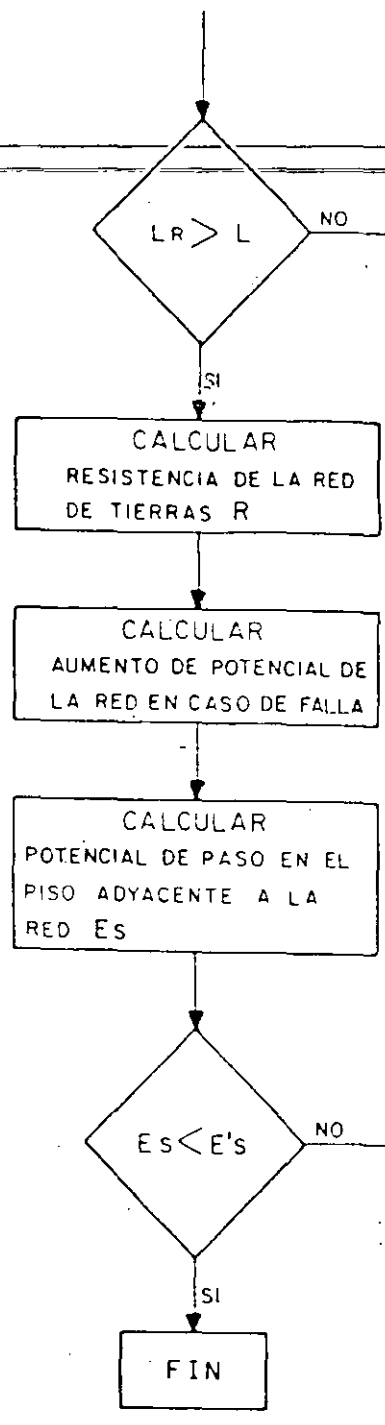 LR > L
NO
SI
CALCULAR
RESISTENCIA DE LA RED
DE TIERRAS R
CALCULAR
AUMENTO DE POTENCIAL DE
LA RED EN CASO DE FALLA
CALCULAR
POTENCIAL DE PASO EN EL
PISO ADYACENTE A LA
RED Es
Es < E's
NO
SI
FIN